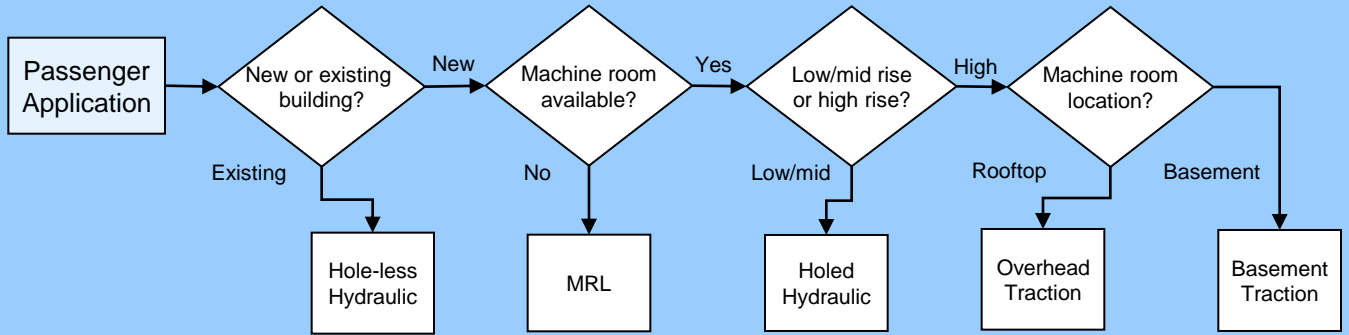 Passenger
Application
New or existing
building?
New
Machine room
available?
Yes
Low/mid rise
or high rise?
High
Machine room
location?
Existing
No
Low/mid
Rooftop
Basement
Hole-less
Hydraulic
MRL
Holed
Hydraulic
Overhead
Traction
Basement
Traction